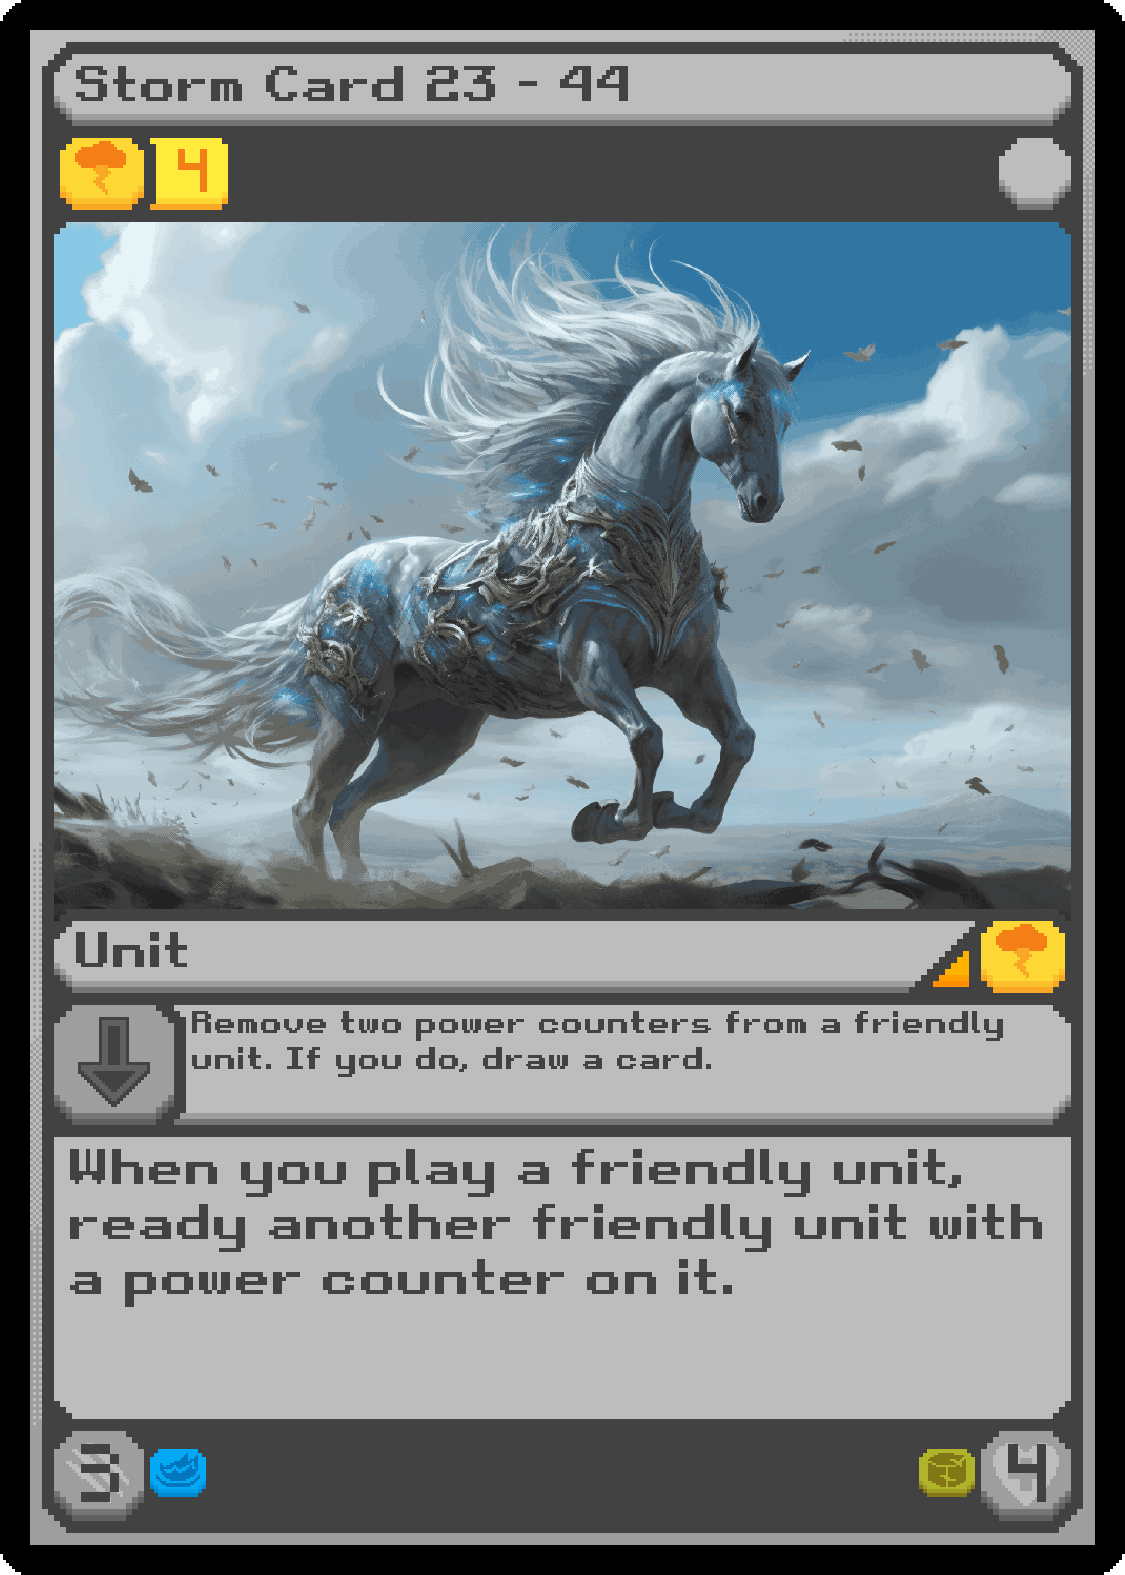 Storm Card 23 - 44
4
Unit
Remove two power counters from a friendly
unit. If you do, draw a card.
When you play a friendly unit,
ready another friendly unit with
a power counter on it.
3
4